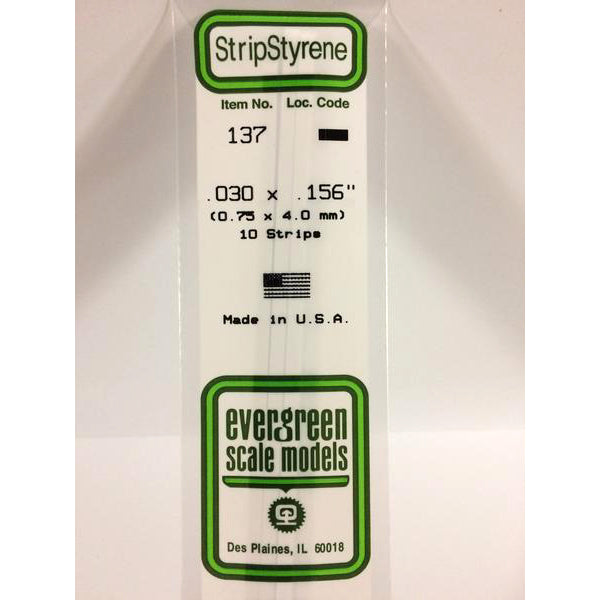 StripStyrene
Item No. Loc. Code
137
.030 x .156"
(0.75 x 4.0 mm)
10 Strips
Made in U.S.A.
evergreen
scale models
Des Plaines, IL 60018